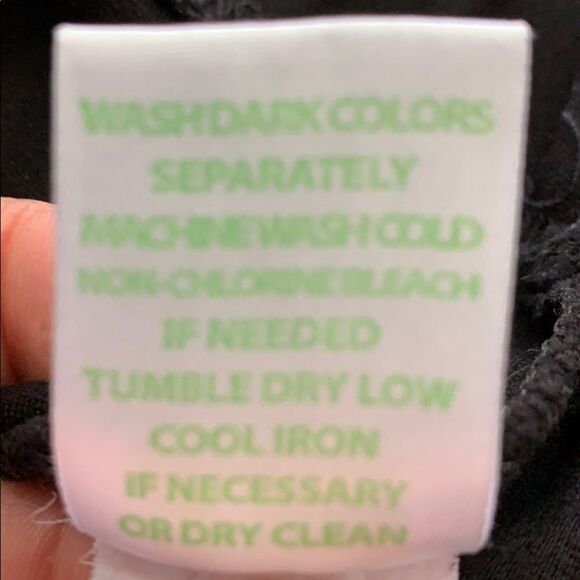 WASH DARK COLORS
SEPARATELY
MACHINE WASH COLD
NON-CHLORINE BLEACH
IF NEEDED
TUMBLE DRY LOW
COOL IRON
IF NECESSARY
OR DRY CLEAN